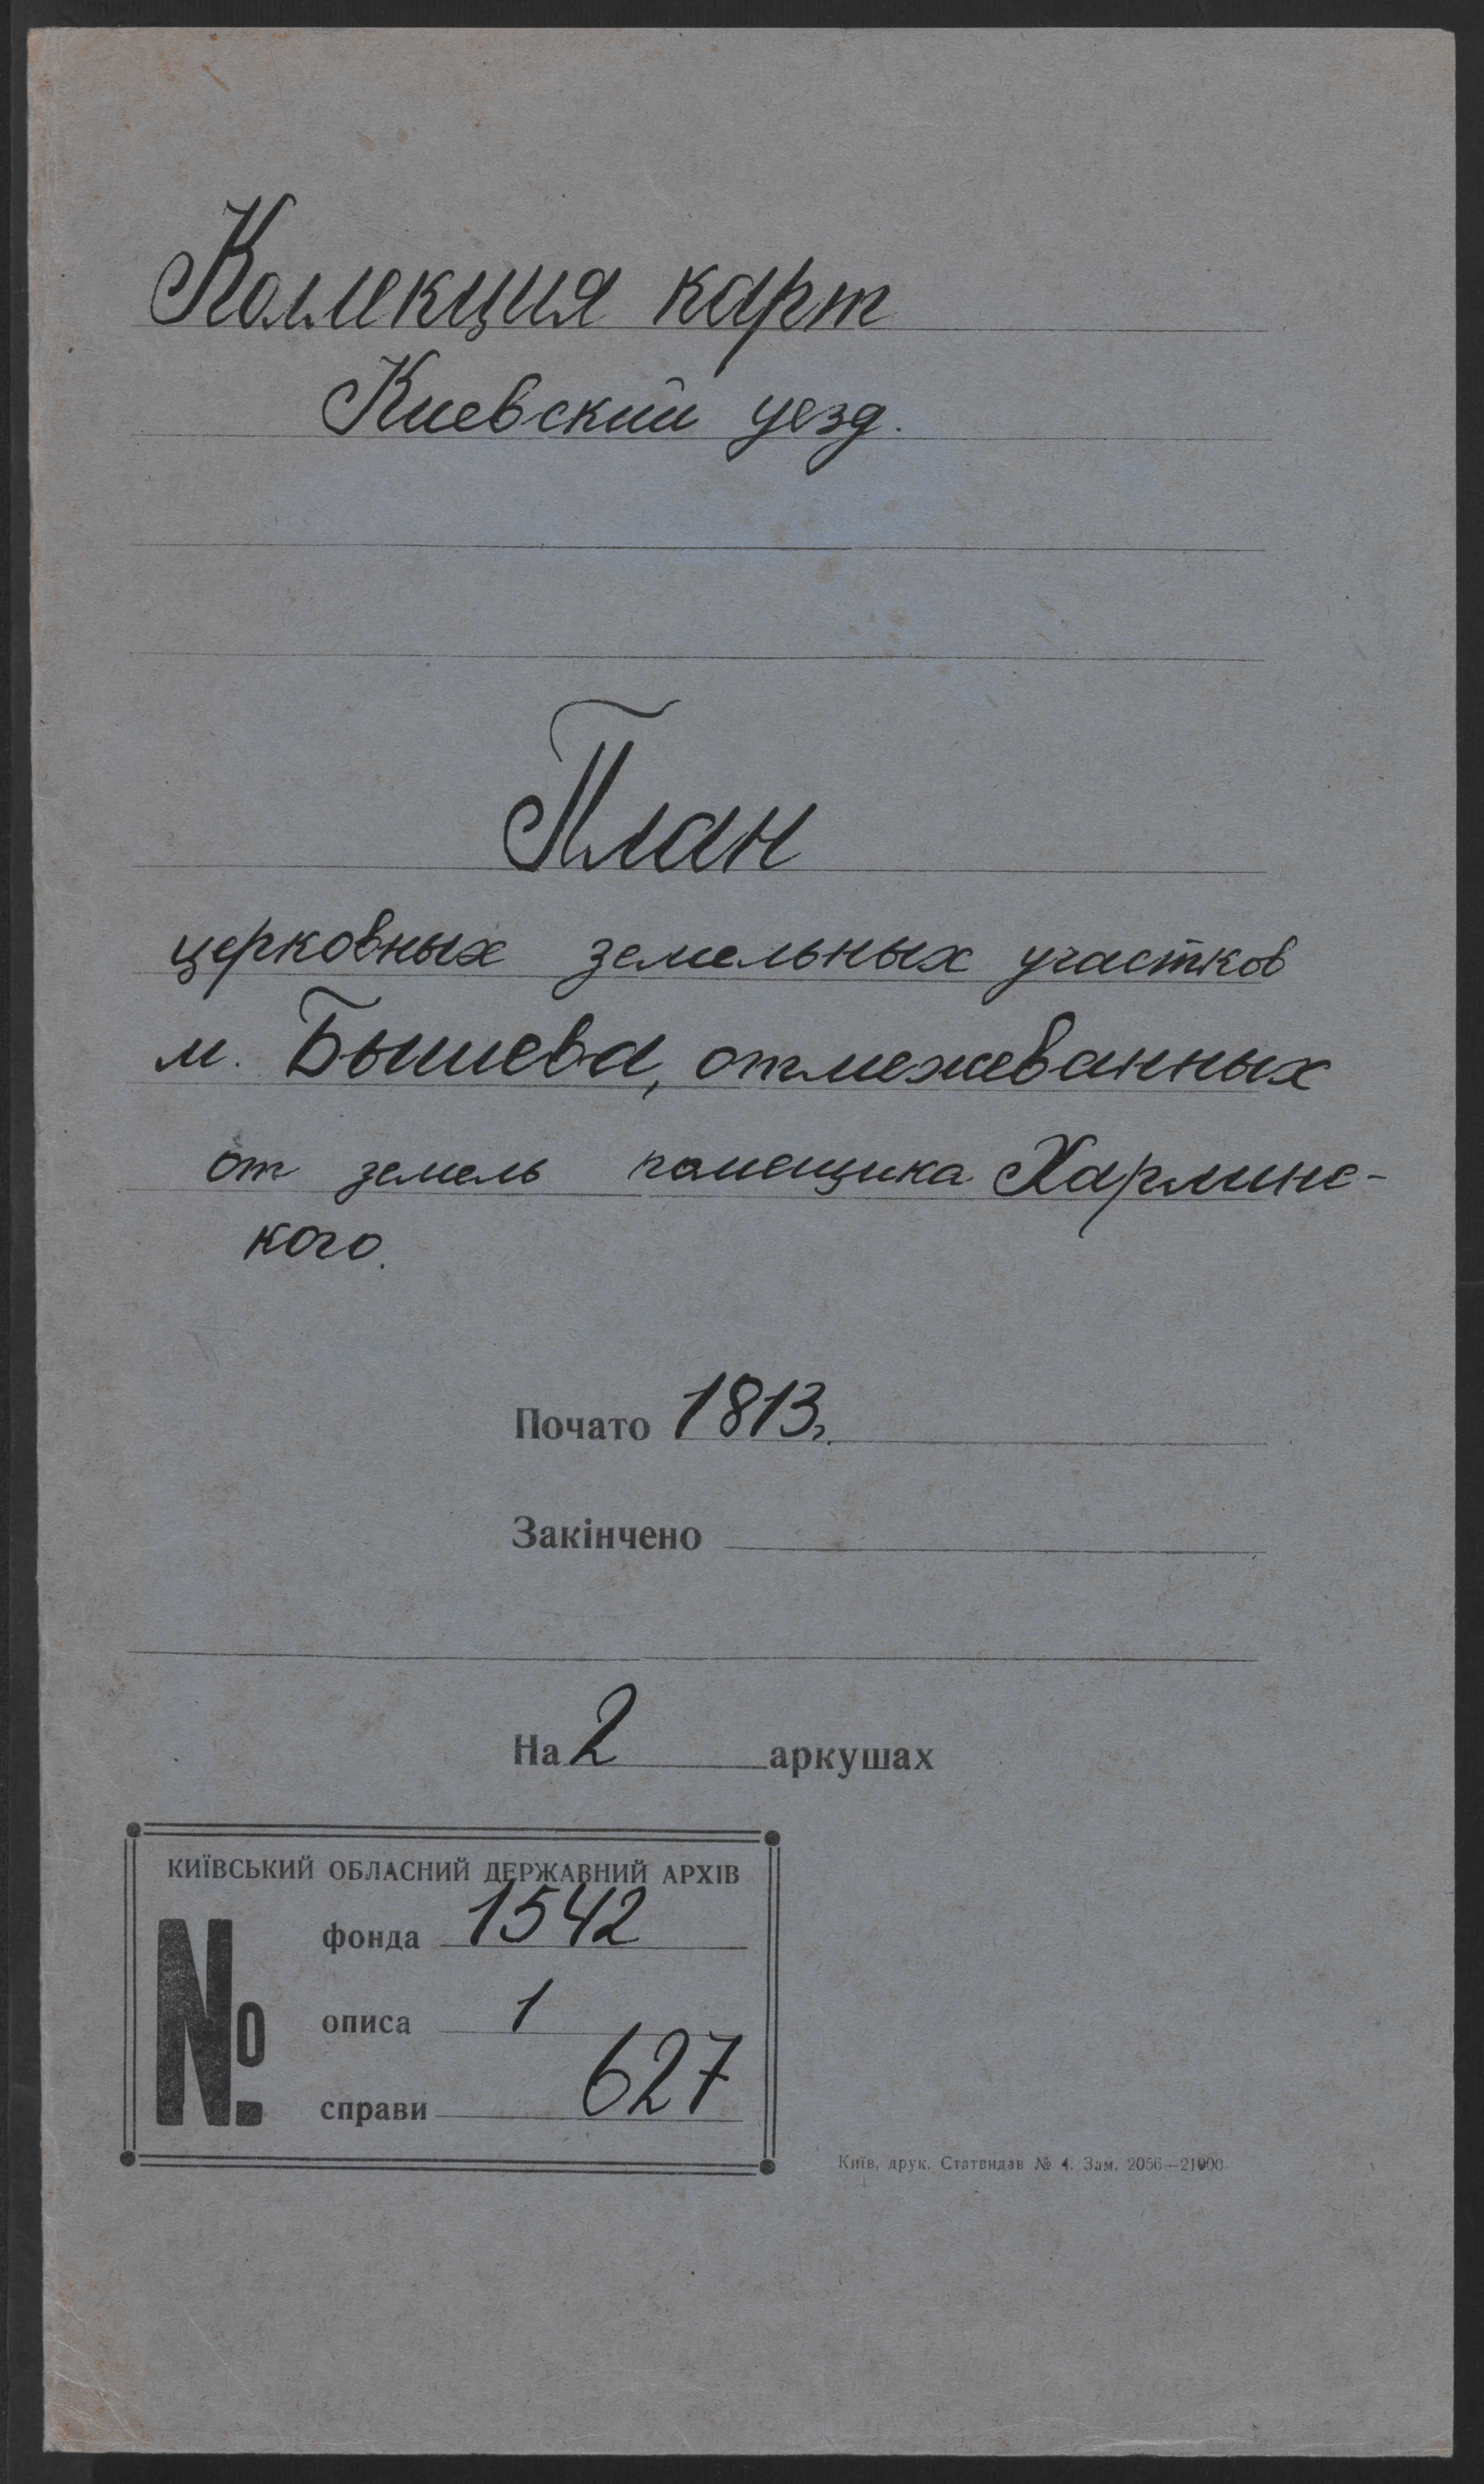 Коллекция карт
Киевский уезд.
План
церковных земельных участков
м. Бышева, отмежеванных
от земель помещика Харлинс-
кого.
Почато 1813г.
Закінчено
На 2 аркушах
КИЇВСЬКИЙ ОБЛАСНИЙ ДЕРЖАВНИЙ АРХІВ
№
фонда 1542
описа 1
справи 627
Київ, друк. Статвидав № 4. Зам. 2056—21000